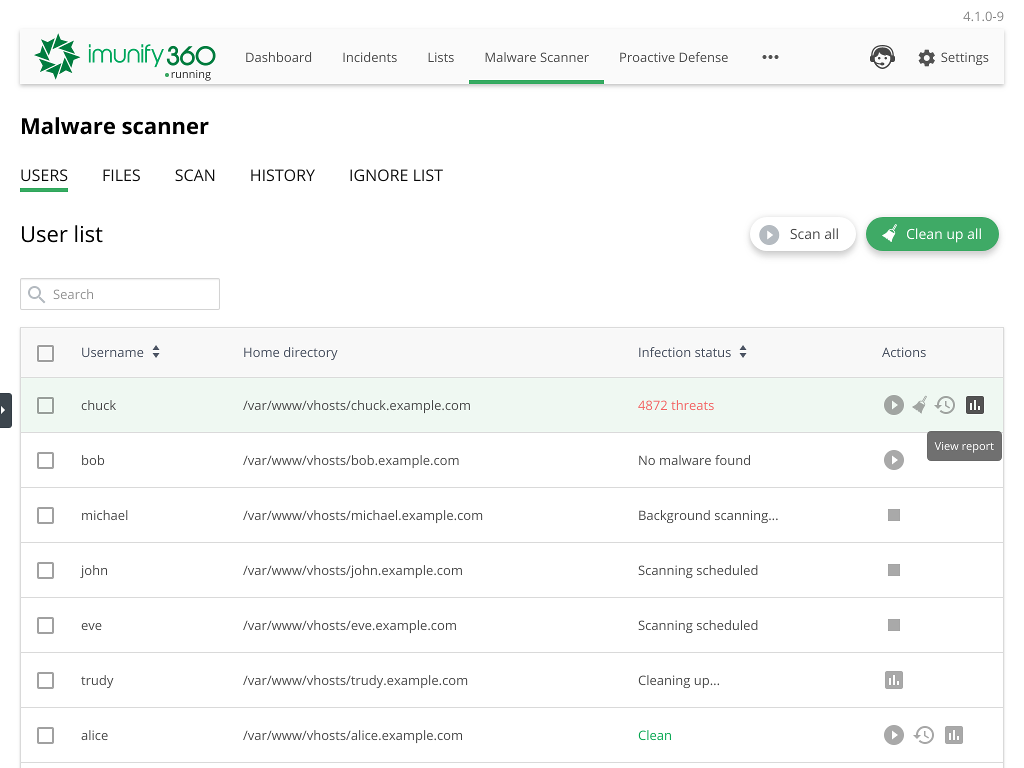 4.1.0-9
imunify 360
running
Dashboard Incidents Lists Malware Scanner Proactive Defense ••• Settings
Malware scanner
USERS FILES SCAN HISTORY IGNORE LIST
User list Scan all Clean up all
Search
Username Home directory Infection status Actions
chuck /var/www/vhosts/chuck.example.com 4872 threats
View report
bob /var/www/vhosts/bob.example.com No malware found
michael /var/www/vhosts/michael.example.com Background scanning...
john /var/www/vhosts/john.example.com Scanning scheduled
eve /var/www/vhosts/eve.example.com Scanning scheduled
trudy /var/www/vhosts/trudy.example.com Cleaning up...
alice /var/www/vhosts/alice.example.com Clean